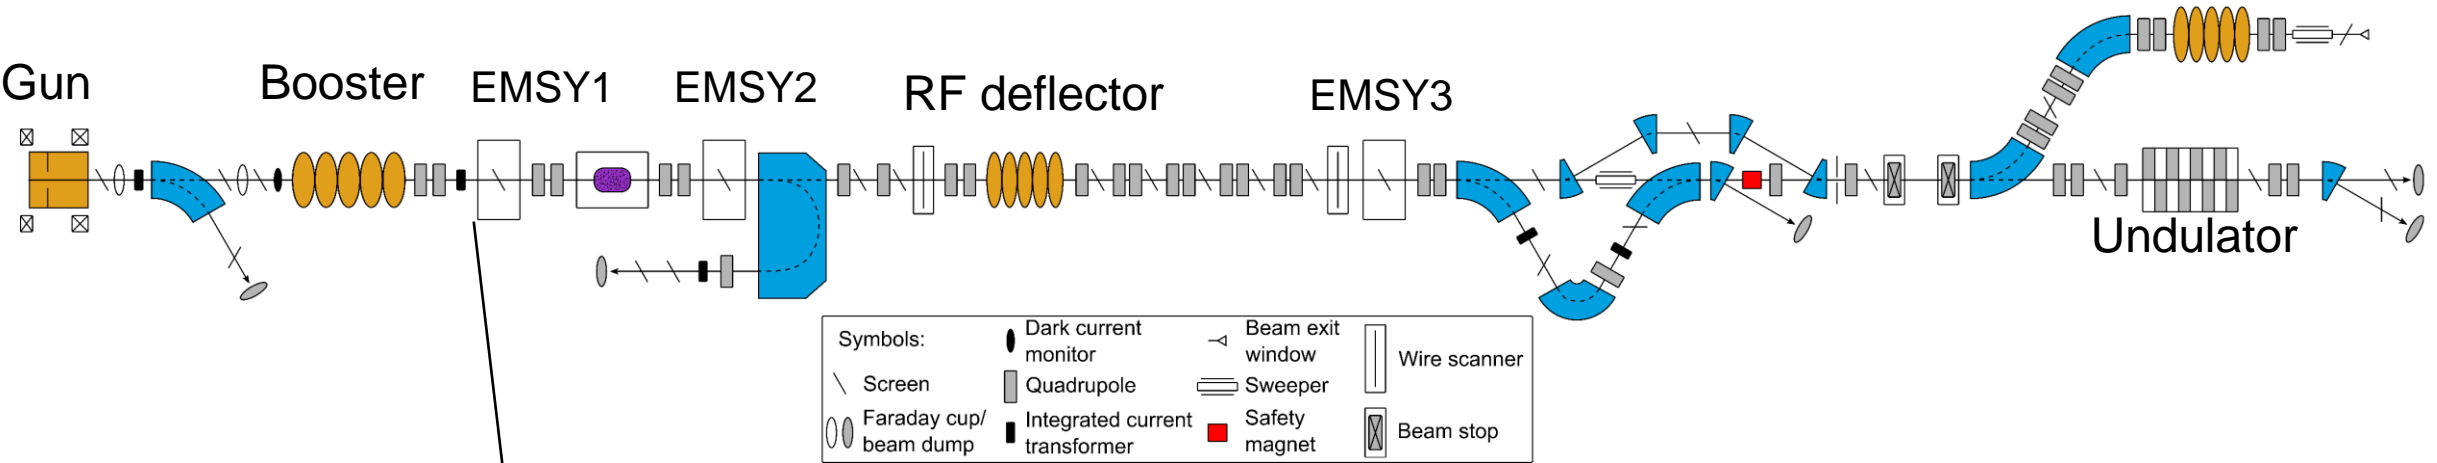 Gun
Booster
EMSY1
EMSY2
RF deflector
EMSY3
Undulator
Symbols:
Screen
Faraday cup/
beam dump
Dark current
monitor
Quadrupole
Integrated current
transformer
Beam exit
window
Sweeper
Safety
magnet
Wire scanner
Beam stop